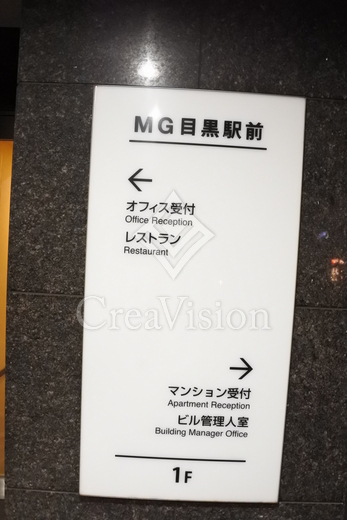 MG目黒駅前
←
オフィス受付
Office Reception
レストラン
Restaurant
CreaVision
→
マンション受付
Apartment Reception
ビル管理人室
Building Manager Office
1F